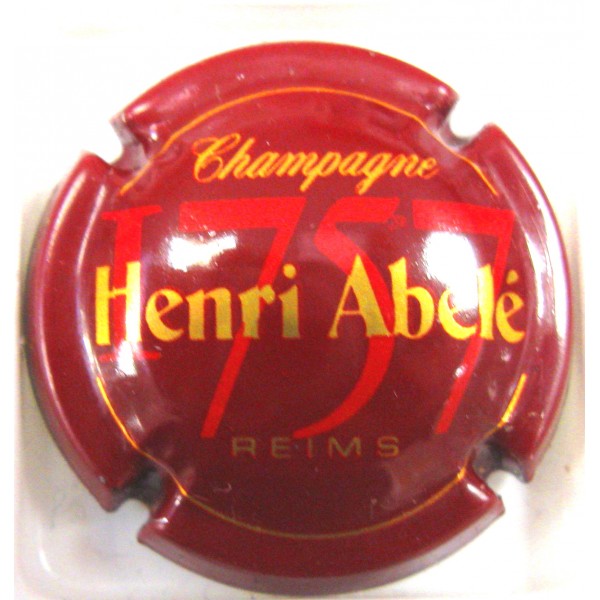 Champagne
1757
Henri Abelé
REIMS